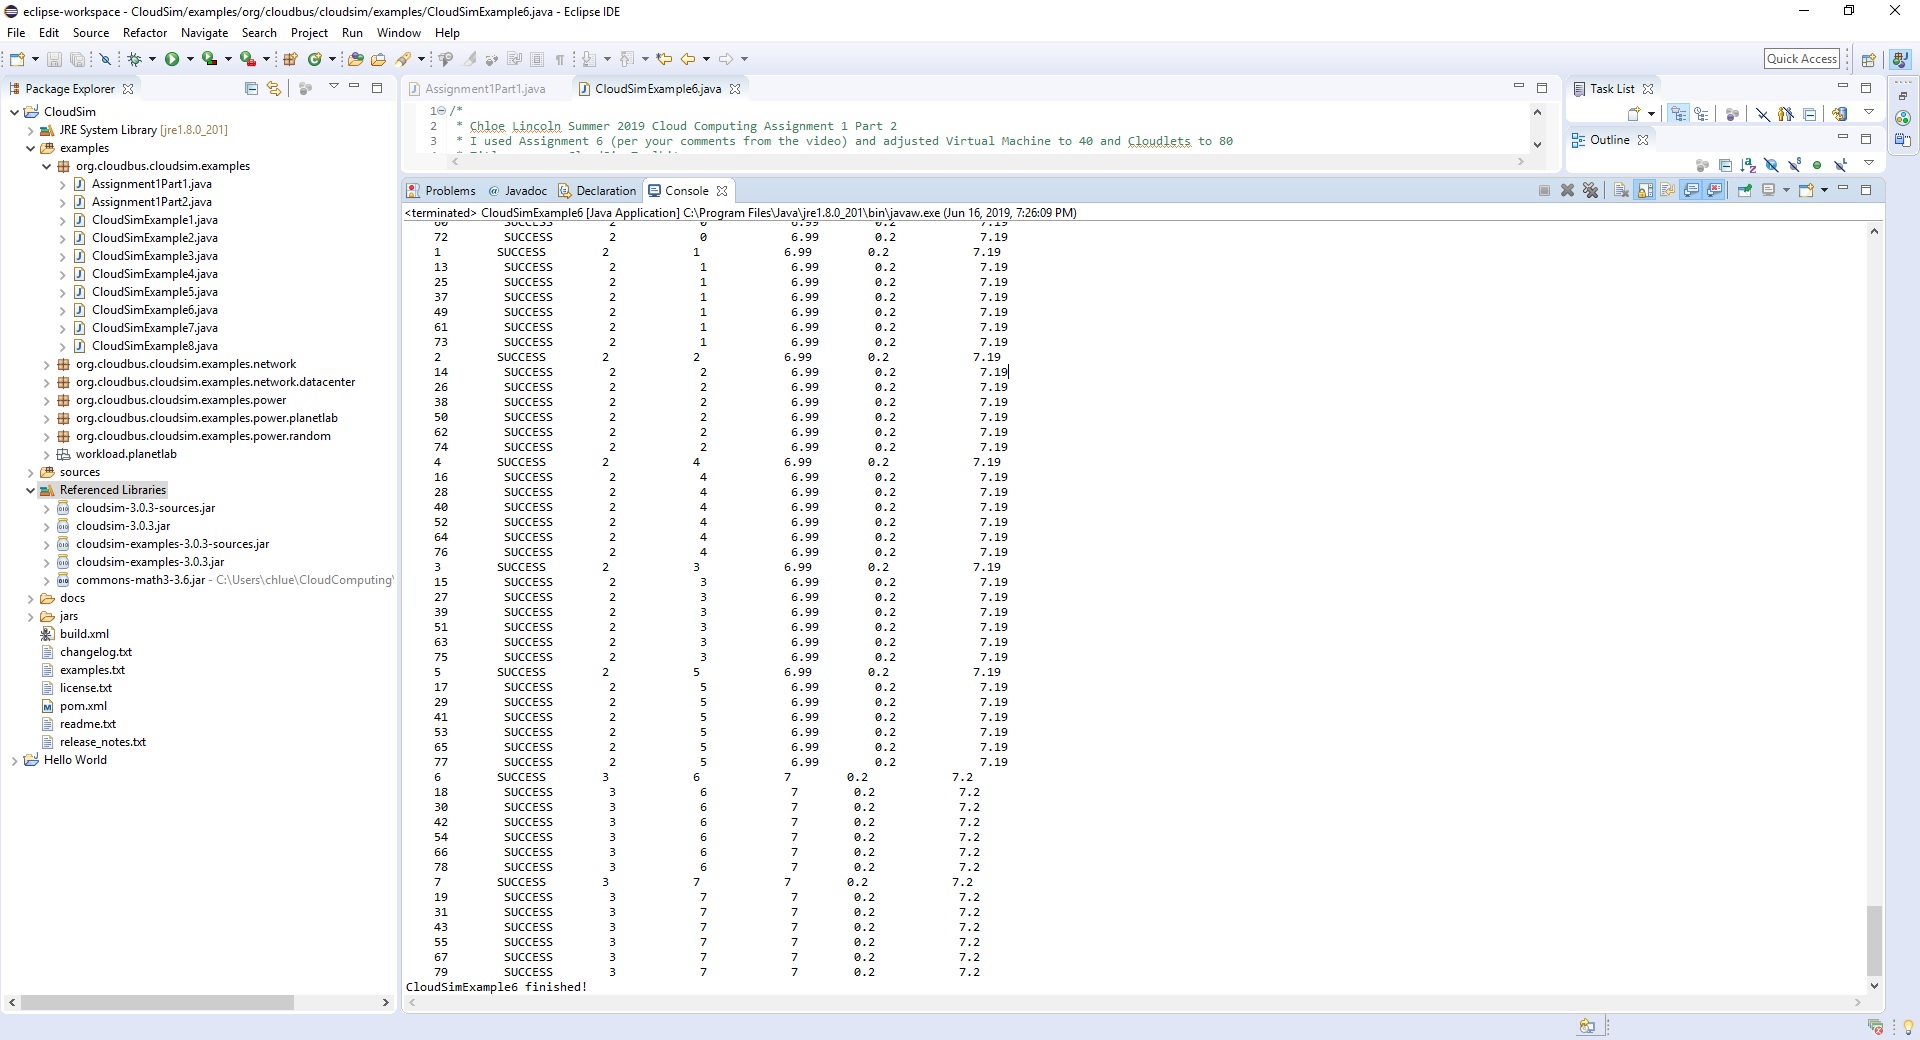 eclipse-workspace - CloudSim/examples/org/cloudbus/cloudsim/examples/CloudSimExample6.java - Eclipse IDE
File Edit Source Refactor Navigate Search Project Run Window Help
Quick Access
Package Explorer
CloudSim
JRE System Library [jre1.8.0_201]
examples
org.cloudbus.cloudsim.examples
Assignment1Part1.java
Assignment1Part2.java
CloudSimExample1.java
CloudSimExample2.java
CloudSimExample3.java
CloudSimExample4.java
CloudSimExample5.java
CloudSimExample6.java
CloudSimExample7.java
CloudSimExample8.java
org.cloudbus.cloudsim.examples.network
org.cloudbus.cloudsim.examples.network.datacenter
org.cloudbus.cloudsim.examples.power
org.cloudbus.cloudsim.examples.power.planetlab
org.cloudbus.cloudsim.examples.power.random
workload.planetlab
sources
Referenced Libraries
cloudsim-3.0.3-sources.jar
cloudsim-3.0.3.jar
cloudsim-examples-3.0.3-sources.jar
cloudsim-examples-3.0.3.jar
commons-math3-3.6.jar - C:\Users\chlue\CloudComputing\
docs
jars
build.xml
changelog.txt
examples.txt
license.txt
pom.xml
readme.txt
release_notes.txt
Hello World
Assignment1Part1.java CloudSimExample6.java
1 /*
2 * Chloe Lincoln Summer 2019 Cloud Computing Assignment 1 Part 2
3 * I used Assignment 6 (per your comments from the video) and adjusted Virtual Machine to 40 and Cloudlets to 80
Task List
Outline
Problems @ Javadoc Declaration Console
<terminated> CloudSimExample6 [Java Application] C:\Program Files\Java\jre1.8.0_201\bin\javaw.exe (Jun 16, 2019, 7:26:09 PM)
72 SUCCESS 2 0 6.99 0.2 7.19
1 SUCCESS 2 1 6.99 0.2 7.19
13 SUCCESS 2 1 6.99 0.2 7.19
25 SUCCESS 2 1 6.99 0.2 7.19
37 SUCCESS 2 1 6.99 0.2 7.19
49 SUCCESS 2 1 6.99 0.2 7.19
61 SUCCESS 2 1 6.99 0.2 7.19
73 SUCCESS 2 1 6.99 0.2 7.19
2 SUCCESS 2 2 6.99 0.2 7.19
14 SUCCESS 2 2 6.99 0.2 7.19
26 SUCCESS 2 2 6.99 0.2 7.19
38 SUCCESS 2 2 6.99 0.2 7.19
50 SUCCESS 2 2 6.99 0.2 7.19
62 SUCCESS 2 2 6.99 0.2 7.19
74 SUCCESS 2 2 6.99 0.2 7.19
4 SUCCESS 2 4 6.99 0.2 7.19
16 SUCCESS 2 4 6.99 0.2 7.19
28 SUCCESS 2 4 6.99 0.2 7.19
40 SUCCESS 2 4 6.99 0.2 7.19
52 SUCCESS 2 4 6.99 0.2 7.19
64 SUCCESS 2 4 6.99 0.2 7.19
76 SUCCESS 2 4 6.99 0.2 7.19
3 SUCCESS 2 3 6.99 0.2 7.19
15 SUCCESS 2 3 6.99 0.2 7.19
27 SUCCESS 2 3 6.99 0.2 7.19
39 SUCCESS 2 3 6.99 0.2 7.19
51 SUCCESS 2 3 6.99 0.2 7.19
63 SUCCESS 2 3 6.99 0.2 7.19
75 SUCCESS 2 3 6.99 0.2 7.19
5 SUCCESS 2 5 6.99 0.2 7.19
17 SUCCESS 2 5 6.99 0.2 7.19
29 SUCCESS 2 5 6.99 0.2 7.19
41 SUCCESS 2 5 6.99 0.2 7.19
53 SUCCESS 2 5 6.99 0.2 7.19
65 SUCCESS 2 5 6.99 0.2 7.19
77 SUCCESS 2 5 6.99 0.2 7.19
6 SUCCESS 3 6 7 0.2 7.2
18 SUCCESS 3 6 7 0.2 7.2
30 SUCCESS 3 6 7 0.2 7.2
42 SUCCESS 3 6 7 0.2 7.2
54 SUCCESS 3 6 7 0.2 7.2
66 SUCCESS 3 6 7 0.2 7.2
78 SUCCESS 3 6 7 0.2 7.2
7 SUCCESS 3 7 7 0.2 7.2
19 SUCCESS 3 7 7 0.2 7.2
31 SUCCESS 3 7 7 0.2 7.2
43 SUCCESS 3 7 7 0.2 7.2
55 SUCCESS 3 7 7 0.2 7.2
67 SUCCESS 3 7 7 0.2 7.2
79 SUCCESS 3 7 7 0.2 7.2
CloudSimExample6 finished!